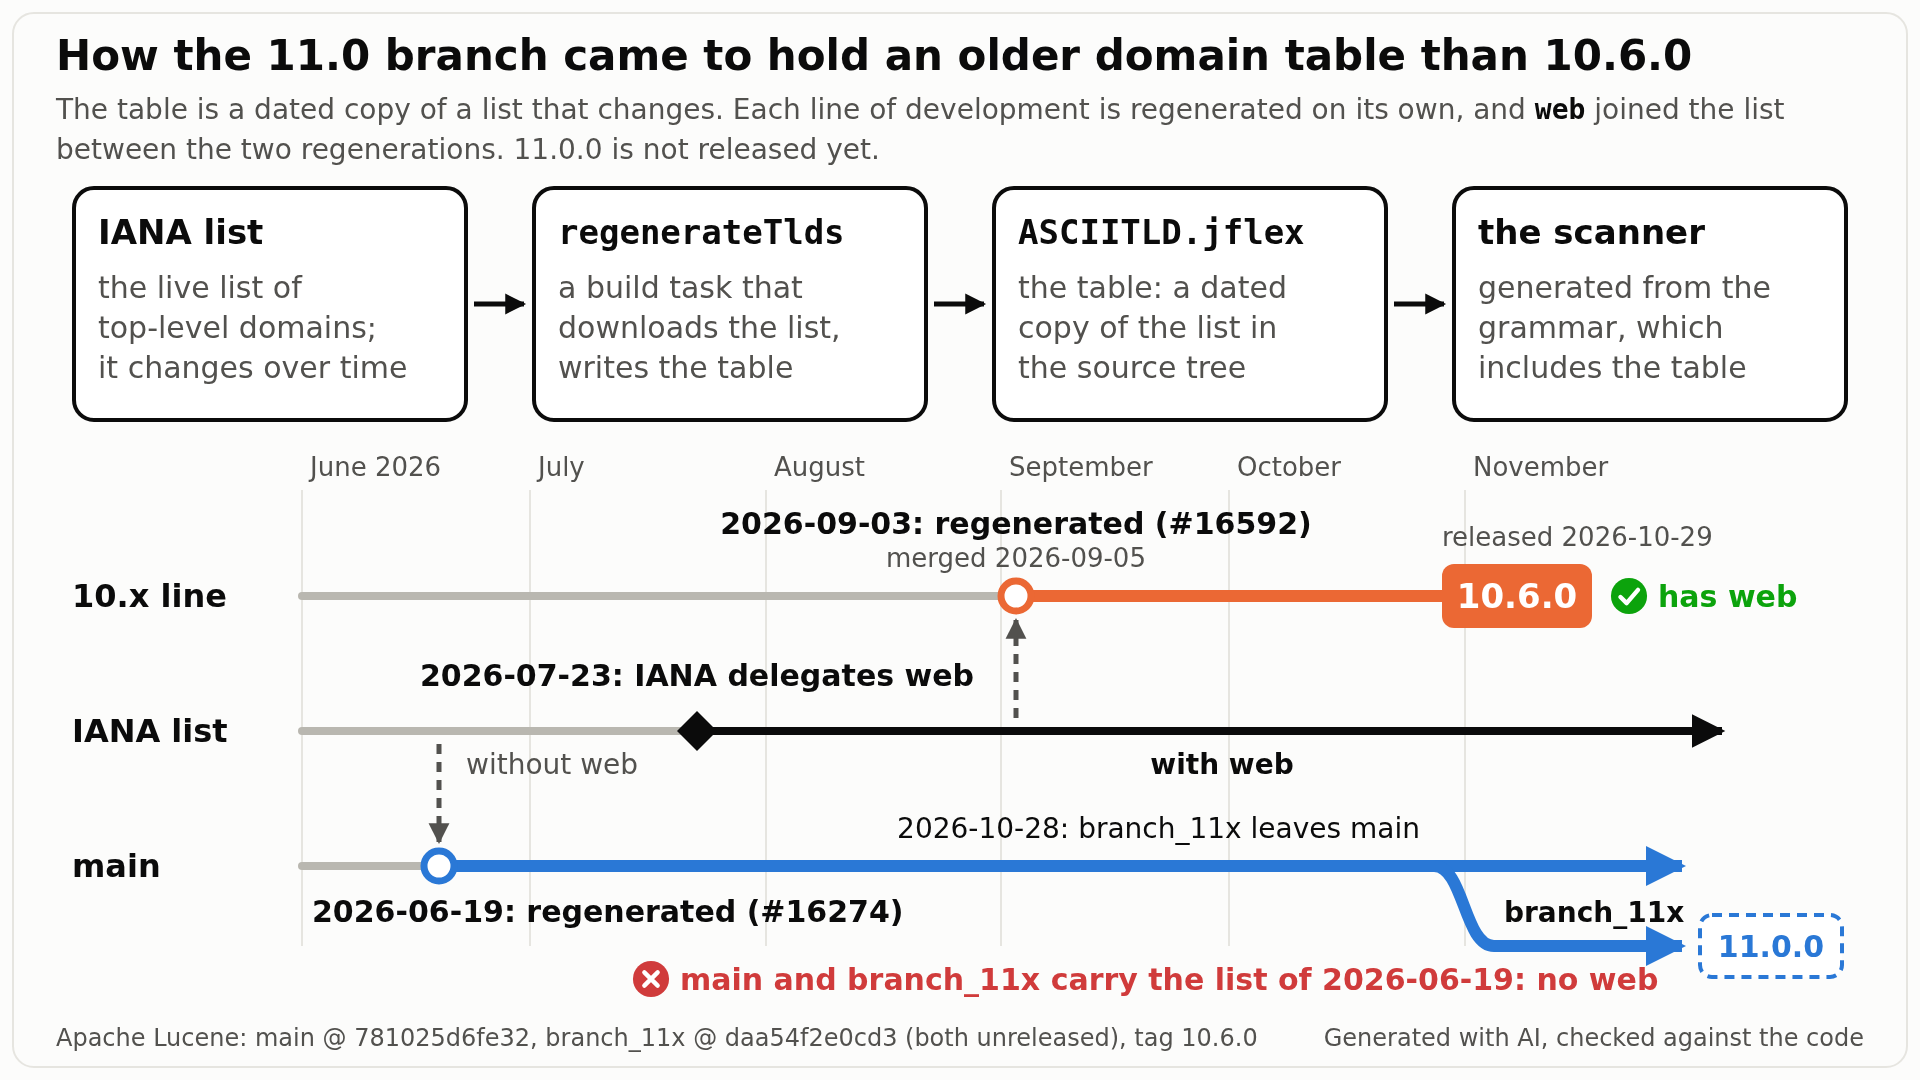 How the 11.0 branch came to hold an older domain table than 10.6.0
The table is a dated copy of a list that changes. Each line of development is regenerated on its own, and web joined the list
between the two regenerations. 11.0.0 is not released yet.
IANA list
the live list of
top-level domains;
it changes over time
regenerateTlds
a build task that
downloads the list,
writes the table
ASCIITLD.jflex
the table: a dated
copy of the list in
the source tree
the scanner
generated from the
grammar, which
includes the table
June 2026
July
August
September
October
November
2026-09-03: regenerated (#16592)
merged 2026-09-05
released 2026-10-29
10.x line
10.6.0
has web
2026-07-23: IANA delegates web
IANA list
without web
with web
2026-10-28: branch_11x leaves main
main
2026-06-19: regenerated (#16274)
branch_11x
11.0.0
main and branch_11x carry the list of 2026-06-19: no web
Apache Lucene: main @ 781025d6fe32, branch_11x @ daa54f2e0cd3 (both unreleased), tag 10.6.0
Generated with AI, checked against the code